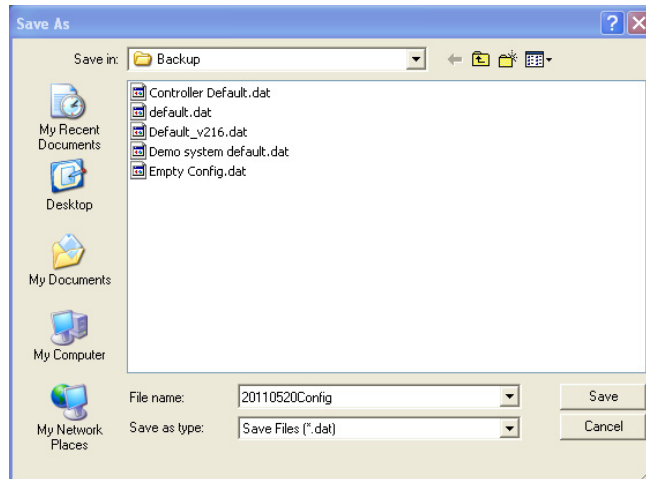 Save As
Save in: Backup
Controller Default.dat
default.dat
Default_v216.dat
Demo system default.dat
Empty Config.dat
My Recent
Documents
Desktop
My Documents
My Computer
My Network
Places
File name: 20110520Config Save
Save as type: Save Files (*.dat) Cancel